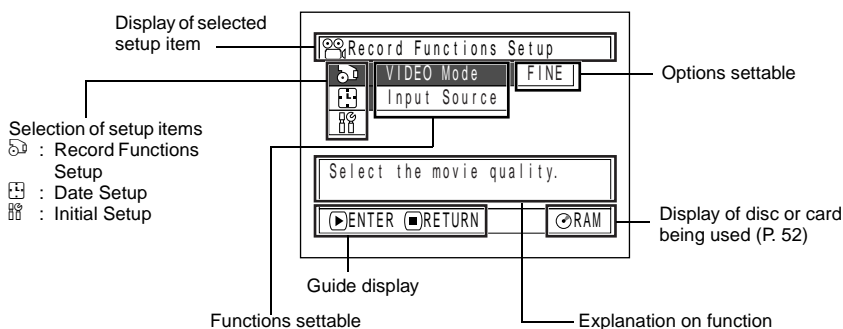 Display of selected
setup item
Record Functions Setup
VIDEO Mode FINE
Input Source
Options settable
Selection of setup items
: Record Functions
Setup
: Date Setup
: Initial Setup
Select the movie quality.
ENTER RETURN RAM
Display of disc or card
being used (P. 52)
Guide display
Functions settable
Explanation on function